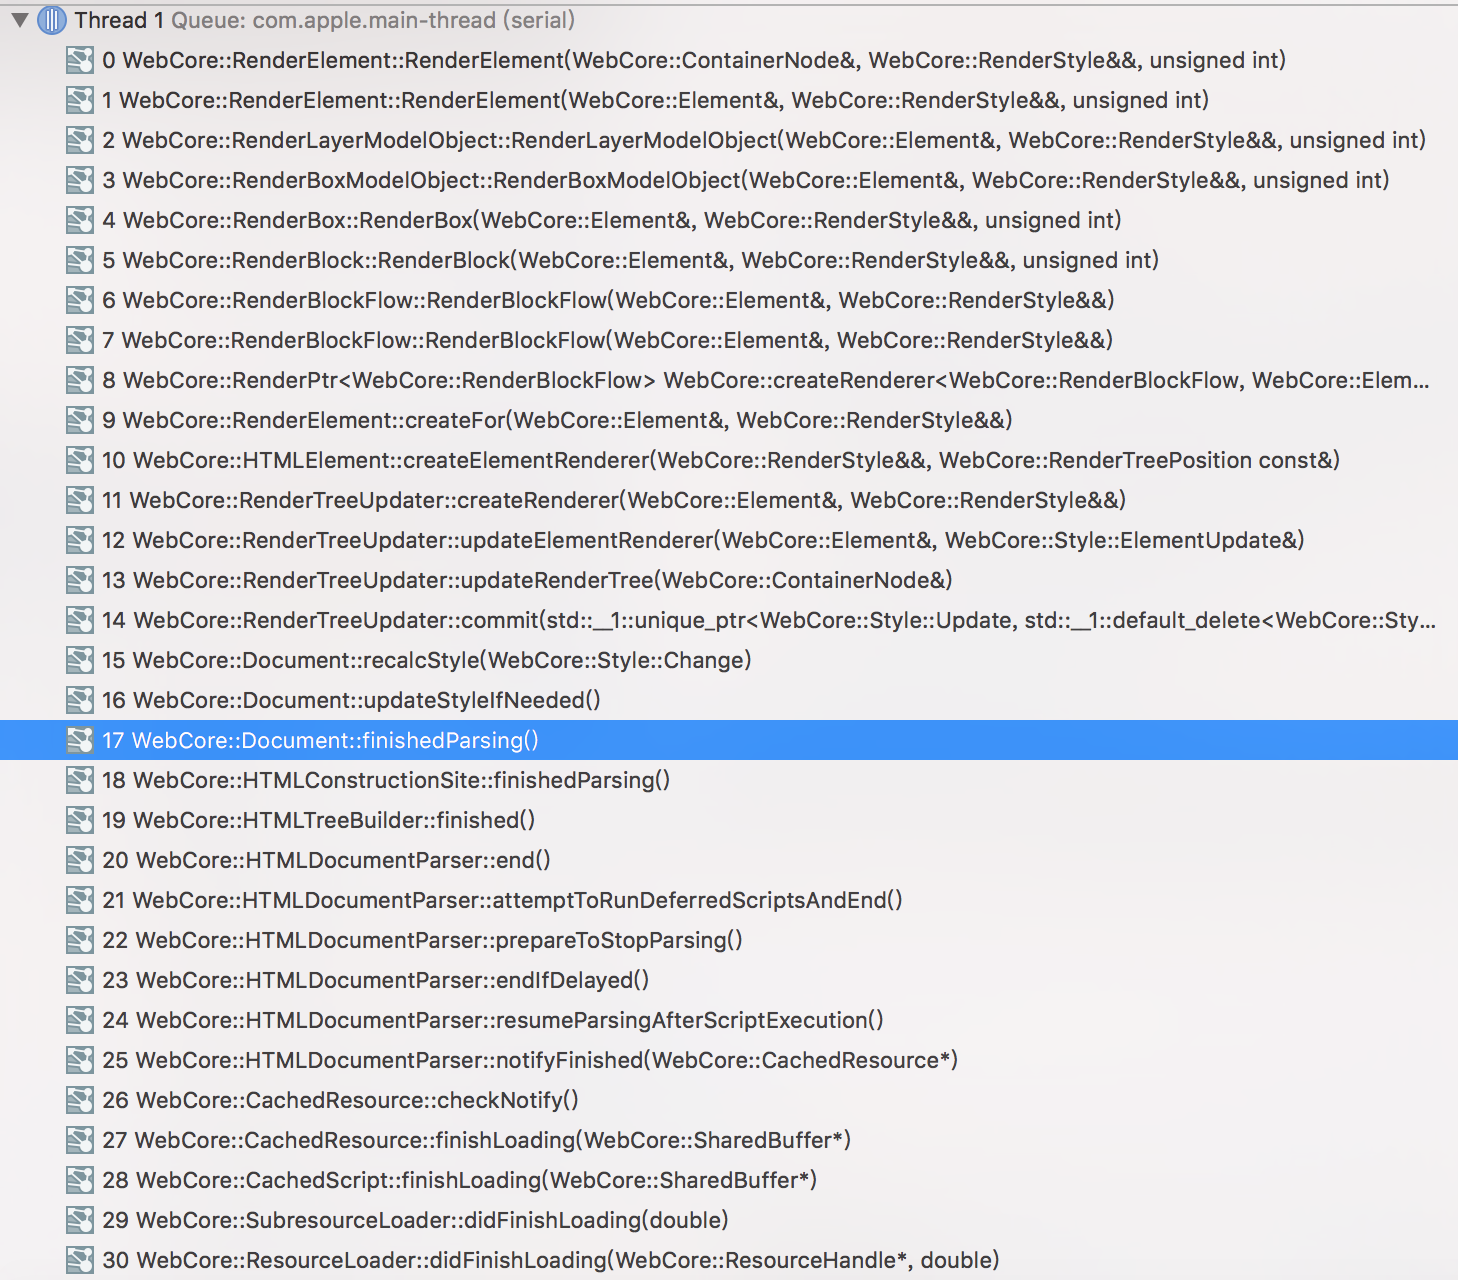 Thread 1 Queue: com.apple.main-thread (serial)
0 WebCore::RenderElement::RenderElement(WebCore::ContainerNode&, WebCore::RenderStyle&&, unsigned int)
1 WebCore::RenderElement::RenderElement(WebCore::Element&, WebCore::RenderStyle&&, unsigned int)
2 WebCore::RenderLayerModelObject::RenderLayerModelObject(WebCore::Element&, WebCore::RenderStyle&&, unsigned int)
3 WebCore::RenderBoxModelObject::RenderBoxModelObject(WebCore::Element&, WebCore::RenderStyle&&, unsigned int)
4 WebCore::RenderBox::RenderBox(WebCore::Element&, WebCore::RenderStyle&&, unsigned int)
5 WebCore::RenderBlock::RenderBlock(WebCore::Element&, WebCore::RenderStyle&&, unsigned int)
6 WebCore::RenderBlockFlow::RenderBlockFlow(WebCore::Element&, WebCore::RenderStyle&&)
7 WebCore::RenderBlockFlow::RenderBlockFlow(WebCore::Element&, WebCore::RenderStyle&&)
8 WebCore::RenderPtr<WebCore::RenderBlockFlow> WebCore::createRenderer<WebCore::RenderBlockFlow, WebCore::Elem...
9 WebCore::RenderElement::createFor(WebCore::Element&, WebCore::RenderStyle&&)
10 WebCore::HTMLElement::createElementRenderer(WebCore::RenderStyle&&, WebCore::RenderTreePosition const&)
11 WebCore::RenderTreeUpdater::createRenderer(WebCore::Element&, WebCore::RenderStyle&&)
12 WebCore::RenderTreeUpdater::updateElementRenderer(WebCore::Element&, WebCore::Style::ElementUpdate&)
13 WebCore::RenderTreeUpdater::updateRenderTree(WebCore::ContainerNode&)
14 WebCore::RenderTreeUpdater::commit(std::__1::unique_ptr<WebCore::Style::Update, std::__1::default_delete<WebCore::Sty...
15 WebCore::Document::recalcStyle(WebCore::Style::Change)
16 WebCore::Document::updateStyleIfNeeded()
17 WebCore::Document::finishedParsing()
18 WebCore::HTMLConstructionSite::finishedParsing()
19 WebCore::HTMLTreeBuilder::finished()
20 WebCore::HTMLDocumentParser::end()
21 WebCore::HTMLDocumentParser::attemptToRunDeferredScriptsAndEnd()
22 WebCore::HTMLDocumentParser::prepareToStopParsing()
23 WebCore::HTMLDocumentParser::endIfDelayed()
24 WebCore::HTMLDocumentParser::resumeParsingAfterScriptExecution()
25 WebCore::HTMLDocumentParser::notifyFinished(WebCore::CachedResource*)
26 WebCore::CachedResource::checkNotify()
27 WebCore::CachedResource::finishLoading(WebCore::SharedBuffer*)
28 WebCore::CachedScript::finishLoading(WebCore::SharedBuffer*)
29 WebCore::SubresourceLoader::didFinishLoading(double)
30 WebCore::ResourceLoader::didFinishLoading(WebCore::ResourceHandle*, double)